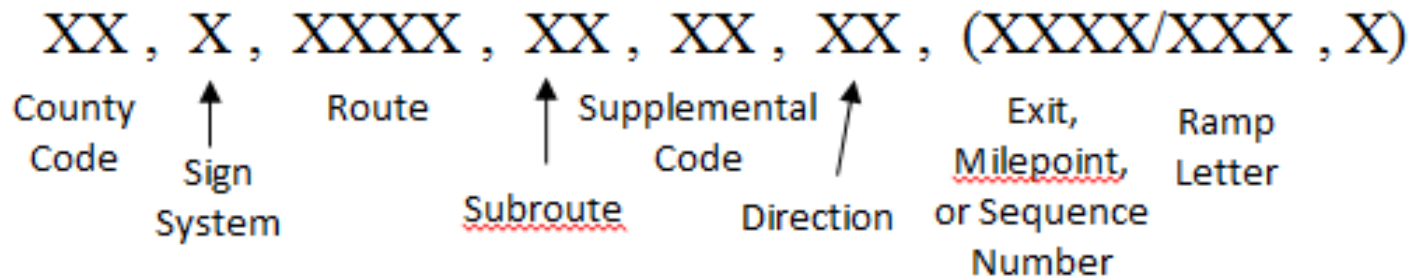 XX , X, XXXX , XX , XX , XX , (XXXX/XXX , X)
County
Code
Sign
System
Route
Subroute
Supplemental
Code
Direction
Exit,
Milepoint,
or Sequence
Number
Ramp
Letter